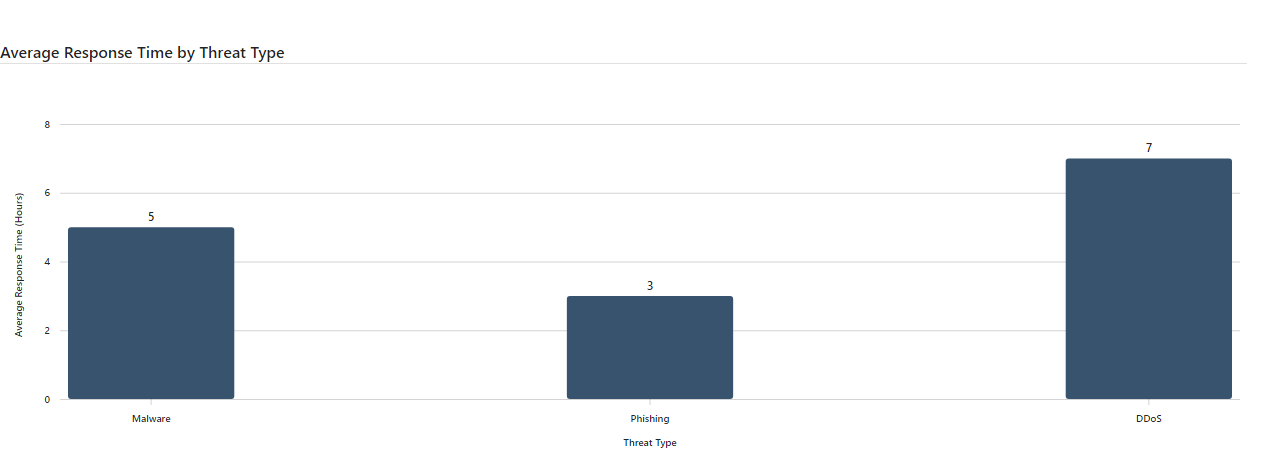 Average Response Time by Threat Type
8
7
6
5
4
3
2
0
Average Response Time (Hours)
Malware
Phishing
DDoS
Threat Type